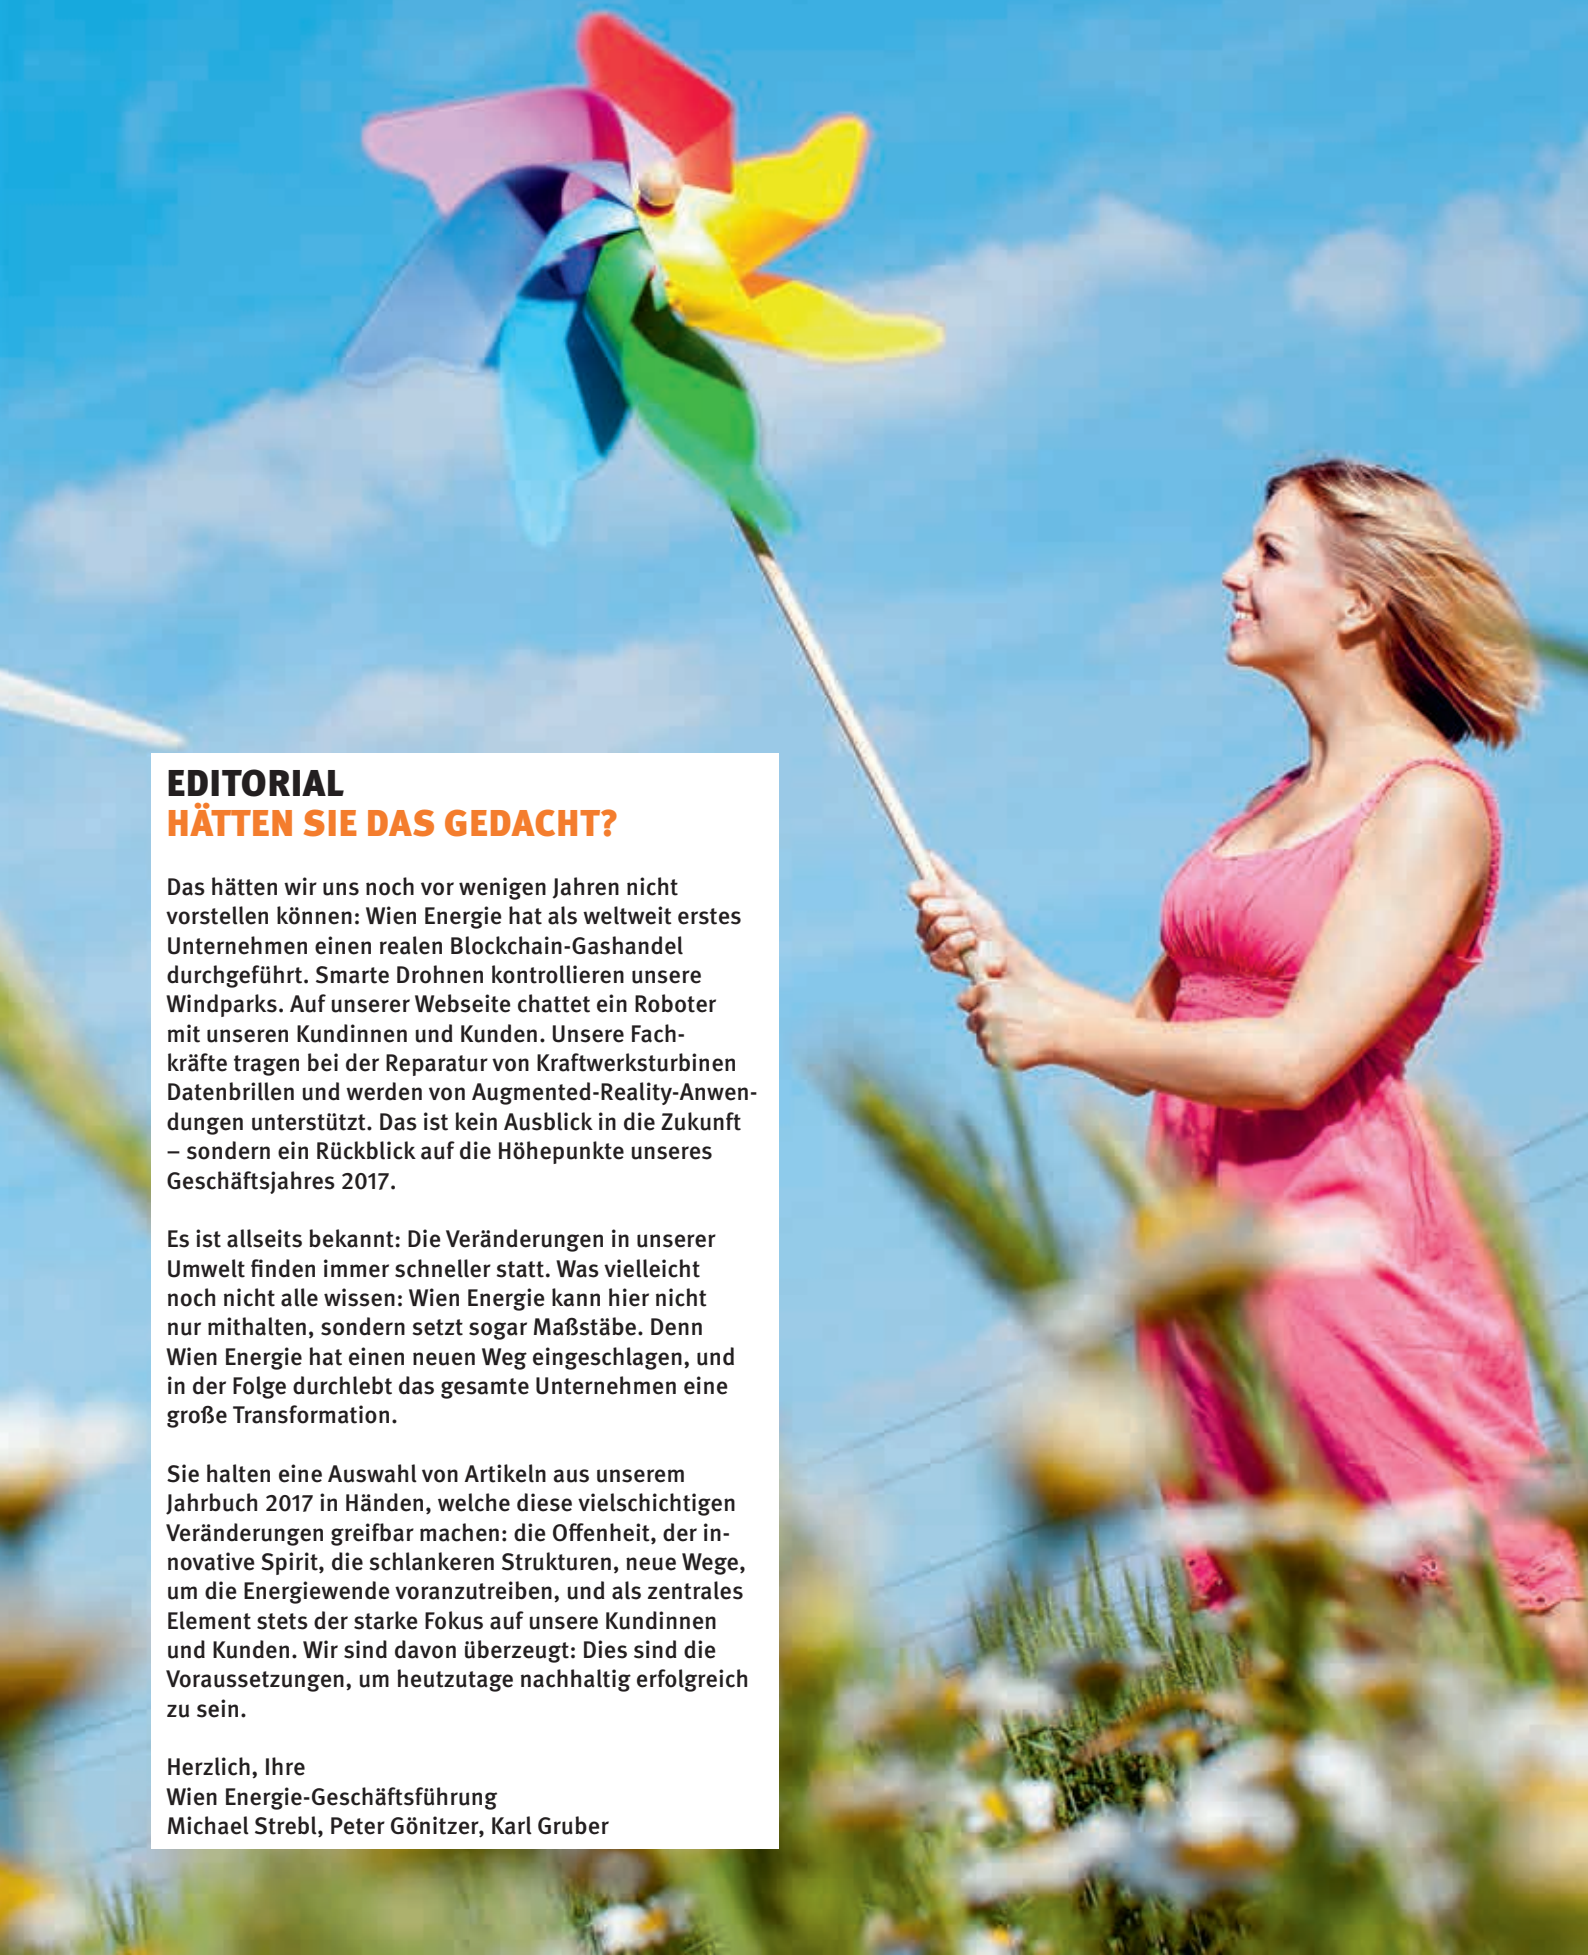 EDITORIAL
HÄTTEN SIE DAS GEDACHT?
Das hätten wir uns noch vor wenigen Jahren nicht
vorstellen können: Wien Energie hat als weltweit erstes
Unternehmen einen realen Blockchain-Gashandel
durchgeführt. Smarte Drohnen kontrollieren unsere
Windparks. Auf unserer Webseite chattet ein Roboter
mit unseren Kundinnen und Kunden. Unsere Fach-
kräfte tragen bei der Reparatur von Kraftwerksturbinen
Datenbrillen und werden von Augmented-Reality-Anwen-
dungen unterstützt. Das ist kein Ausblick in die Zukunft
– sondern ein Rückblick auf die Höhepunkte unseres
Geschäftsjahres 2017.
Es ist allseits bekannt: Die Veränderungen in unserer
Umwelt finden immer schneller statt. Was vielleicht
noch nicht alle wissen: Wien Energie kann hier nicht
nur mithalten, sondern setzt sogar Maßstäbe. Denn
Wien Energie hat einen neuen Weg eingeschlagen, und
in der Folge durchlebt das gesamte Unternehmen eine
große Transformation.
Sie halten eine Auswahl von Artikeln aus unserem
Jahrbuch 2017 in Händen, welche diese vielschichtigen
Veränderungen greifbar machen: die Offenheit, der in-
novative Spirit, die schlankeren Strukturen, neue Wege,
um die Energiewende voranzutreiben, und als zentrales
Element stets der starke Fokus auf unsere Kundinnen
und Kunden. Wir sind davon überzeugt: Dies sind die
Voraussetzungen, um heutzutage nachhaltig erfolgreich
zu sein.
Herzlich, Ihre
Wien Energie-Geschäftsführung
Michael Strebl, Peter Gönitzer, Karl Gruber